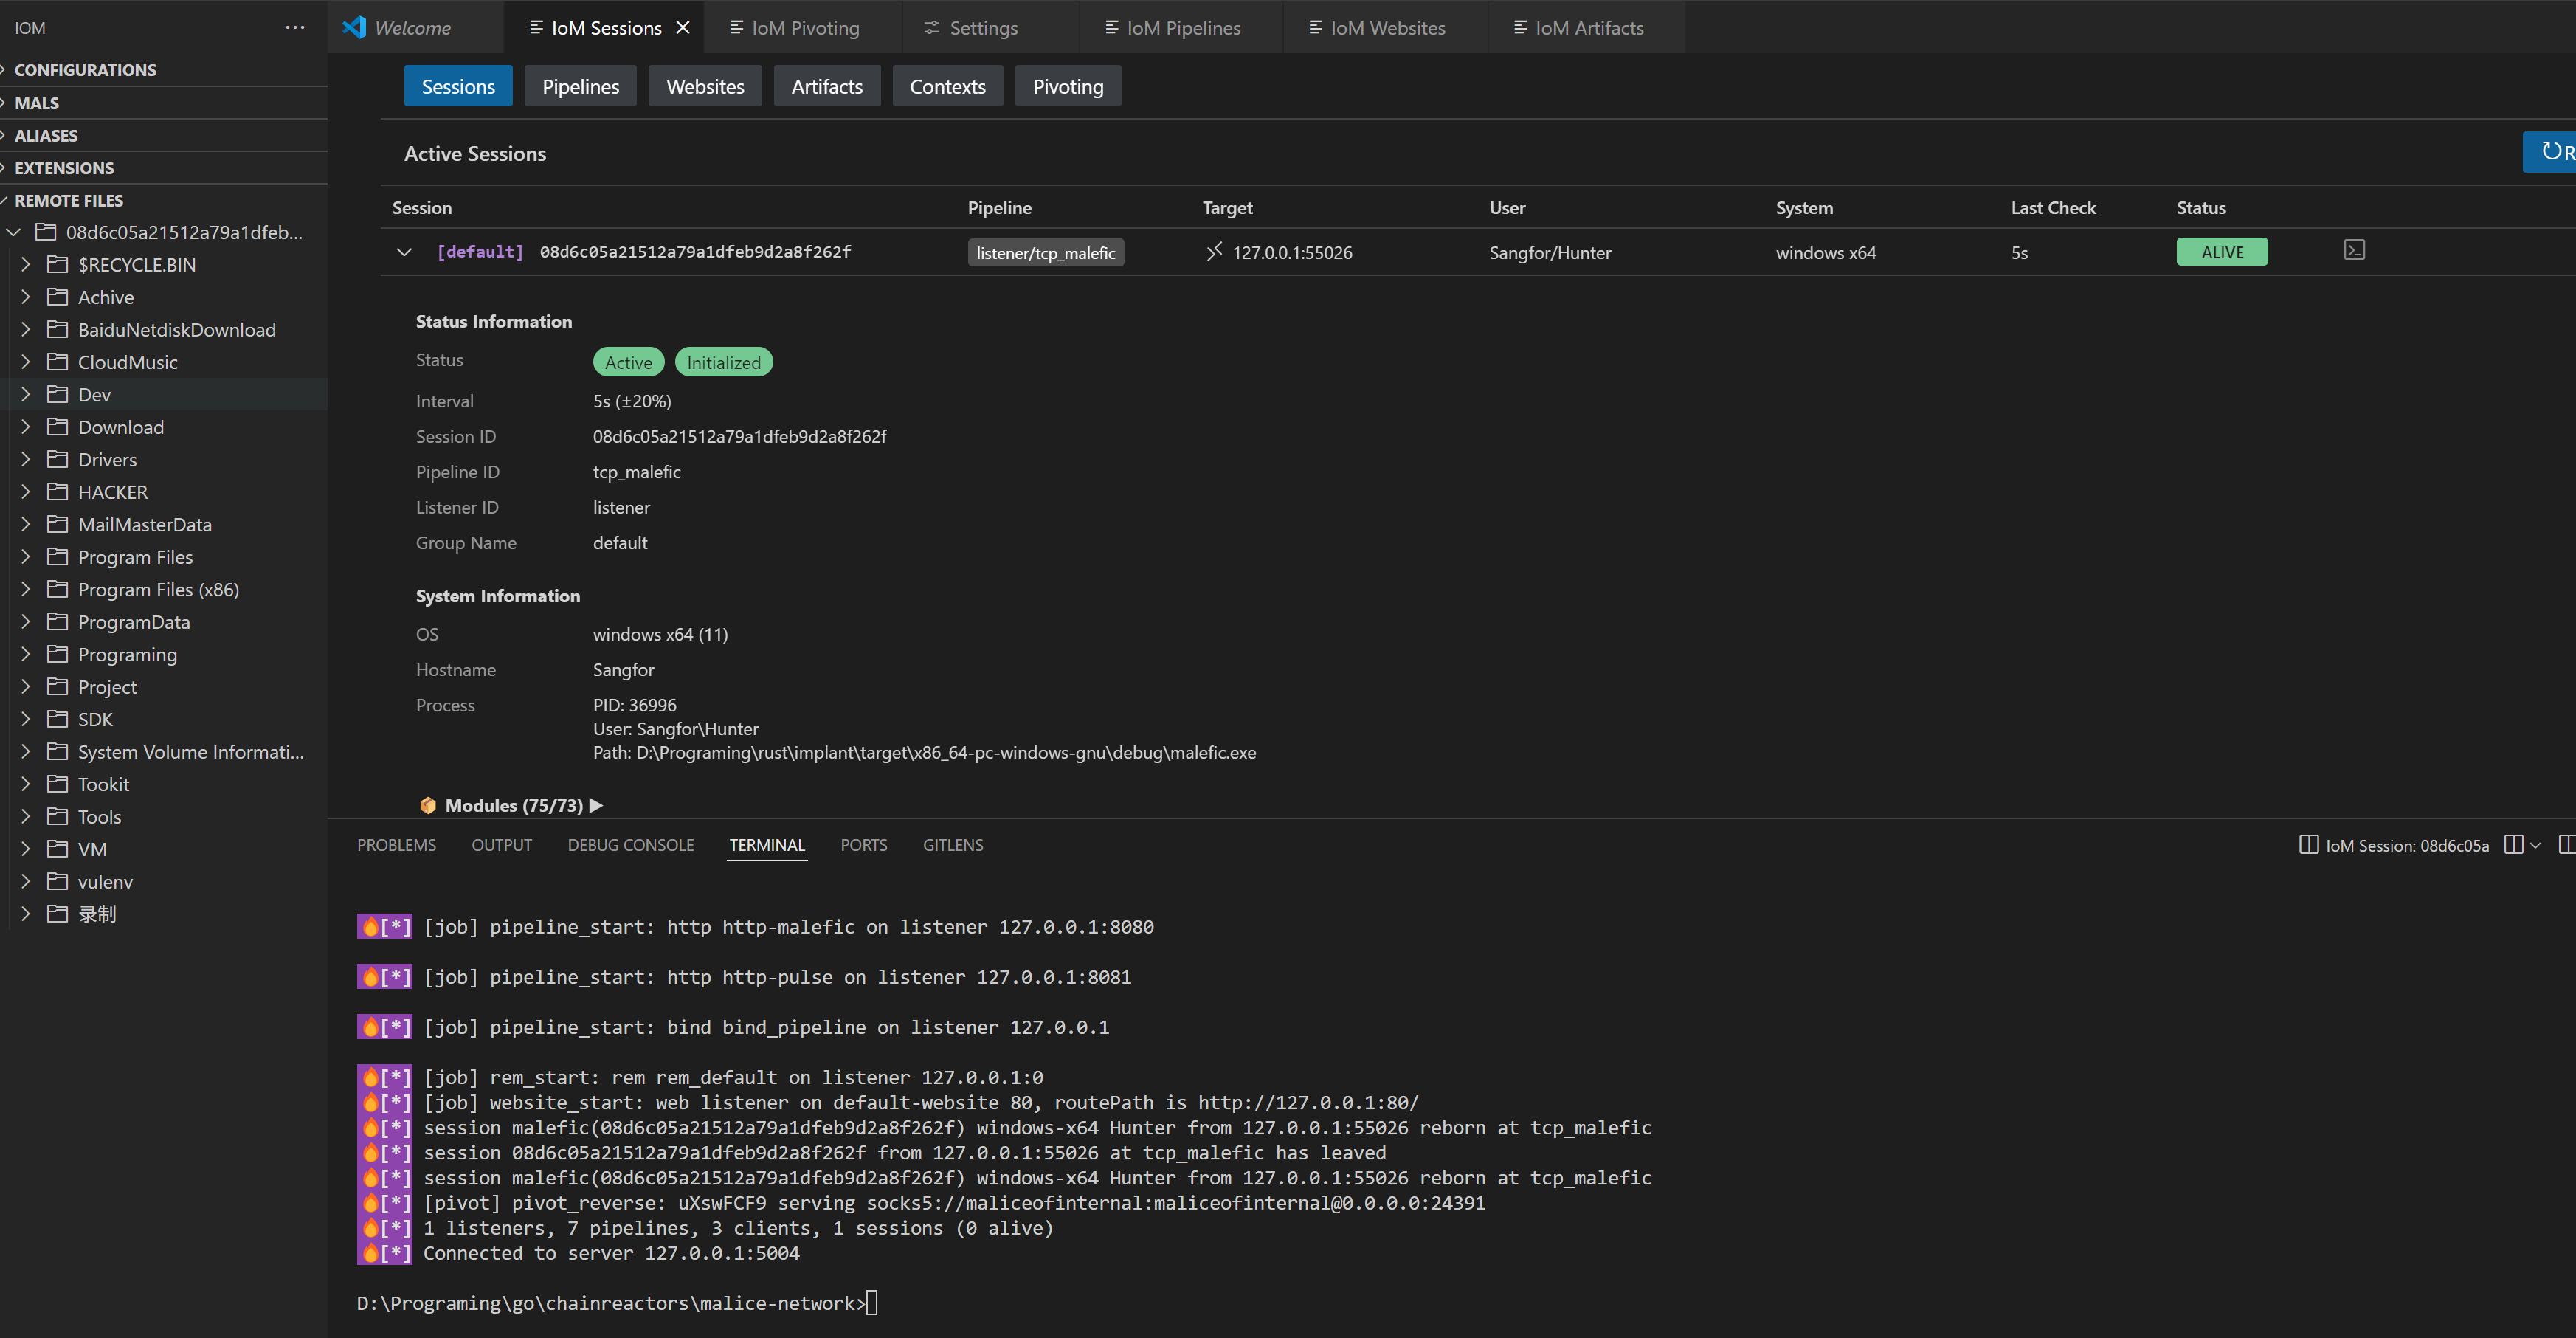 IOM
Welcome
IoM Sessions
IoM Pivoting
Settings
IoM Pipelines
IoM Websites
IoM Artifacts
CONFIGURATIONS
MALS
ALIASES
EXTENSIONS
REMOTE FILES
08d6c05a21512a79a1dfeb...
$RECYCLE.BIN
Achive
BaiduNetdiskDownload
CloudMusic
Dev
Download
Drivers
HACKER
MailMasterData
Program Files
Program Files (x86)
ProgramData
Programing
Project
SDK
System Volume Informati...
Tookit
Tools
VM
vulenv
录制
Sessions Pipelines Websites Artifacts Contexts Pivoting
Active Sessions
R
Session Pipeline Target User System Last Check Status
[default] 08d6c05a21512a79a1dfeb9d2a8f262f listener/tcp_malefic 127.0.0.1:55026 Sangfor/Hunter windows x64 5s ALIVE
Status Information
Status Active Initialized
Interval 5s (±20%)
Session ID 08d6c05a21512a79a1dfeb9d2a8f262f
Pipeline ID tcp_malefic
Listener ID listener
Group Name default
System Information
OS windows x64 (11)
Hostname Sangfor
Process PID: 36996
User: Sangfor\Hunter
Path: D:\Programing\rust\implant\target\x86_64-pc-windows-gnu\debug\malefic.exe
📦 Modules (75/73) ▶
PROBLEMS OUTPUT DEBUG CONSOLE TERMINAL PORTS GITLENS
IoM Session: 08d6c05a
🔥[*] [job] pipeline_start: http http-malefic on listener 127.0.0.1:8080
🔥[*] [job] pipeline_start: http http-pulse on listener 127.0.0.1:8081
🔥[*] [job] pipeline_start: bind bind_pipeline on listener 127.0.0.1
🔥[*] [job] rem_start: rem rem_default on listener 127.0.0.1:0
🔥[*] [job] website_start: web listener on default-website 80, routePath is http://127.0.0.1:80/
🔥[*] session malefic(08d6c05a21512a79a1dfeb9d2a8f262f) windows-x64 Hunter from 127.0.0.1:55026 reborn at tcp_malefic
🔥[*] session 08d6c05a21512a79a1dfeb9d2a8f262f from 127.0.0.1:55026 at tcp_malefic has leaved
🔥[*] session malefic(08d6c05a21512a79a1dfeb9d2a8f262f) windows-x64 Hunter from 127.0.0.1:55026 reborn at tcp_malefic
🔥[*] [pivot] pivot_reverse: uXswFCF9 serving socks5://maliceofinternal:maliceofinternal@0.0.0.0:24391
🔥[*] 1 listeners, 7 pipelines, 3 clients, 1 sessions (0 alive)
🔥[*] Connected to server 127.0.0.1:5004
D:\Programing\go\chainreactors\malice-network>